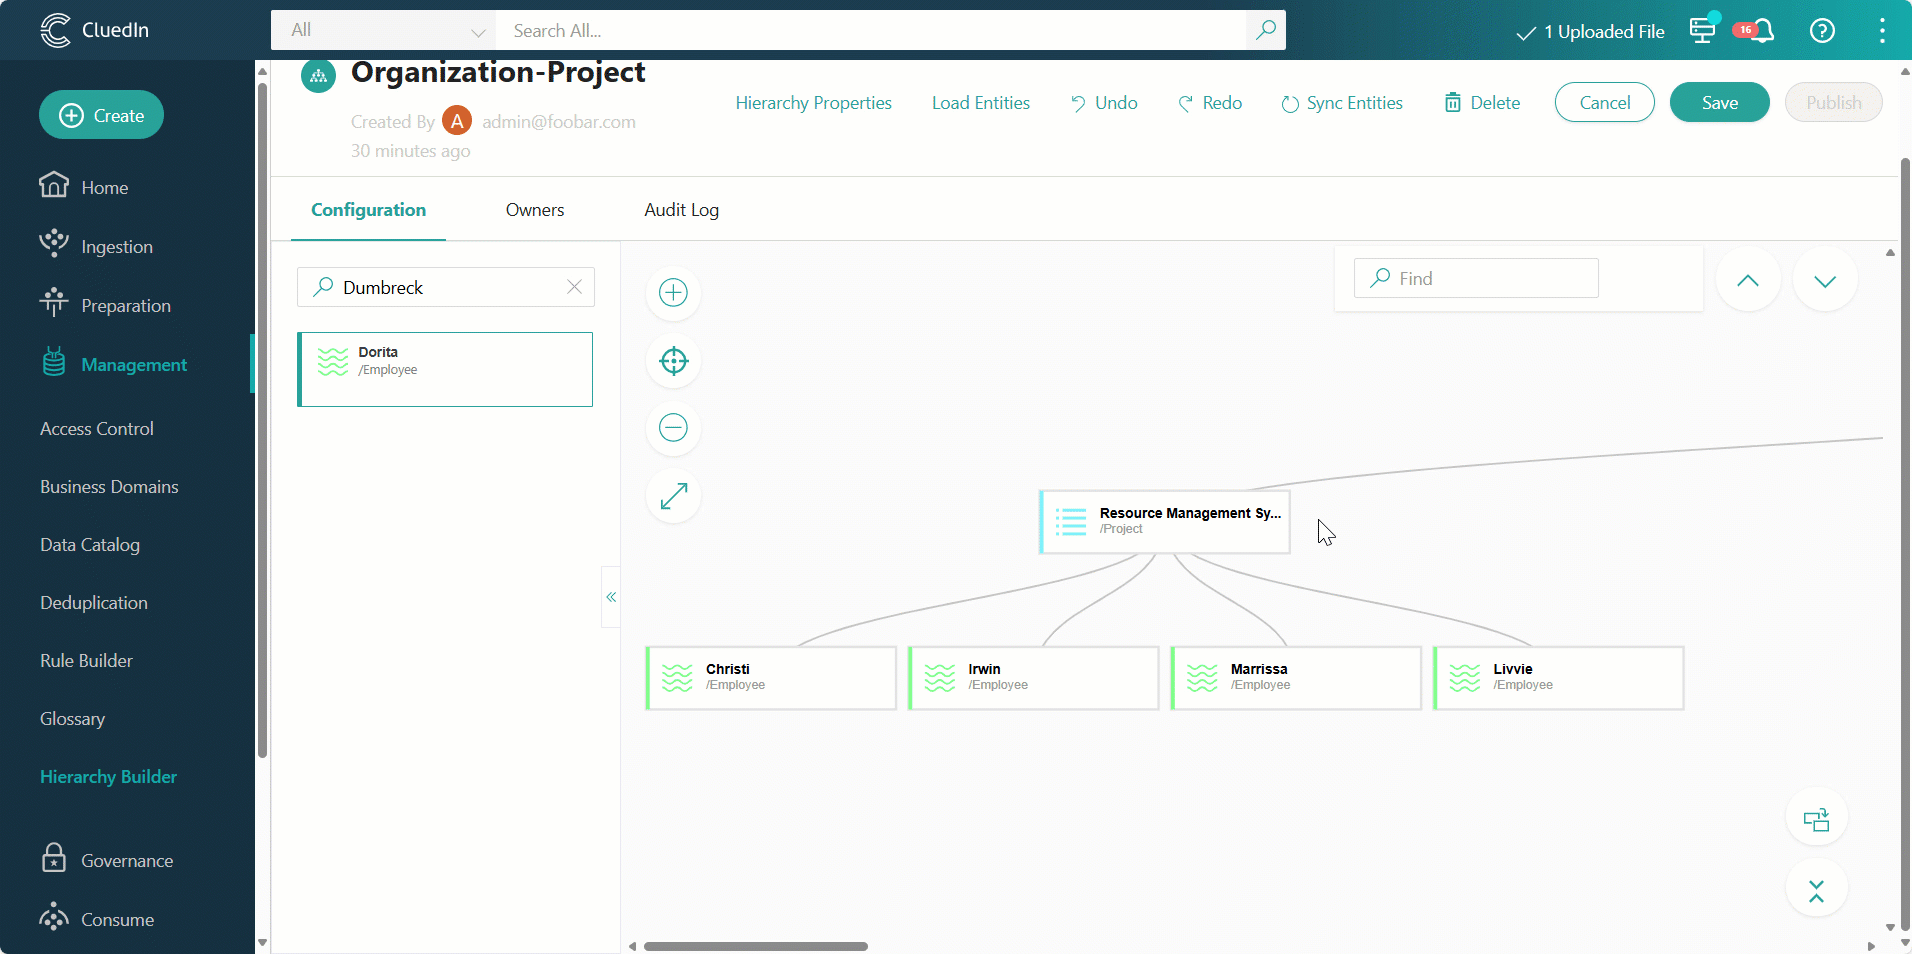 CluedIn
All
Search All...
1 Uploaded File
16
Create
Home
Ingestion
Preparation
Management
Access Control
Business Domains
Data Catalog
Deduplication
Rule Builder
Glossary
Hierarchy Builder
Governance
Consume
Organization-Project
Created By A admin@foobar.com
30 minutes ago
Hierarchy Properties
Load Entities
Undo
Redo
Sync Entities
Delete
Cancel
Save
Publish
Configuration
Owners
Audit Log
Dumbreck
Dorita
/Employee
Find
Resource Management Sy...
/Project
Christi
/Employee
Irwin
/Employee
Marrissa
/Employee
Livvie
/Employee